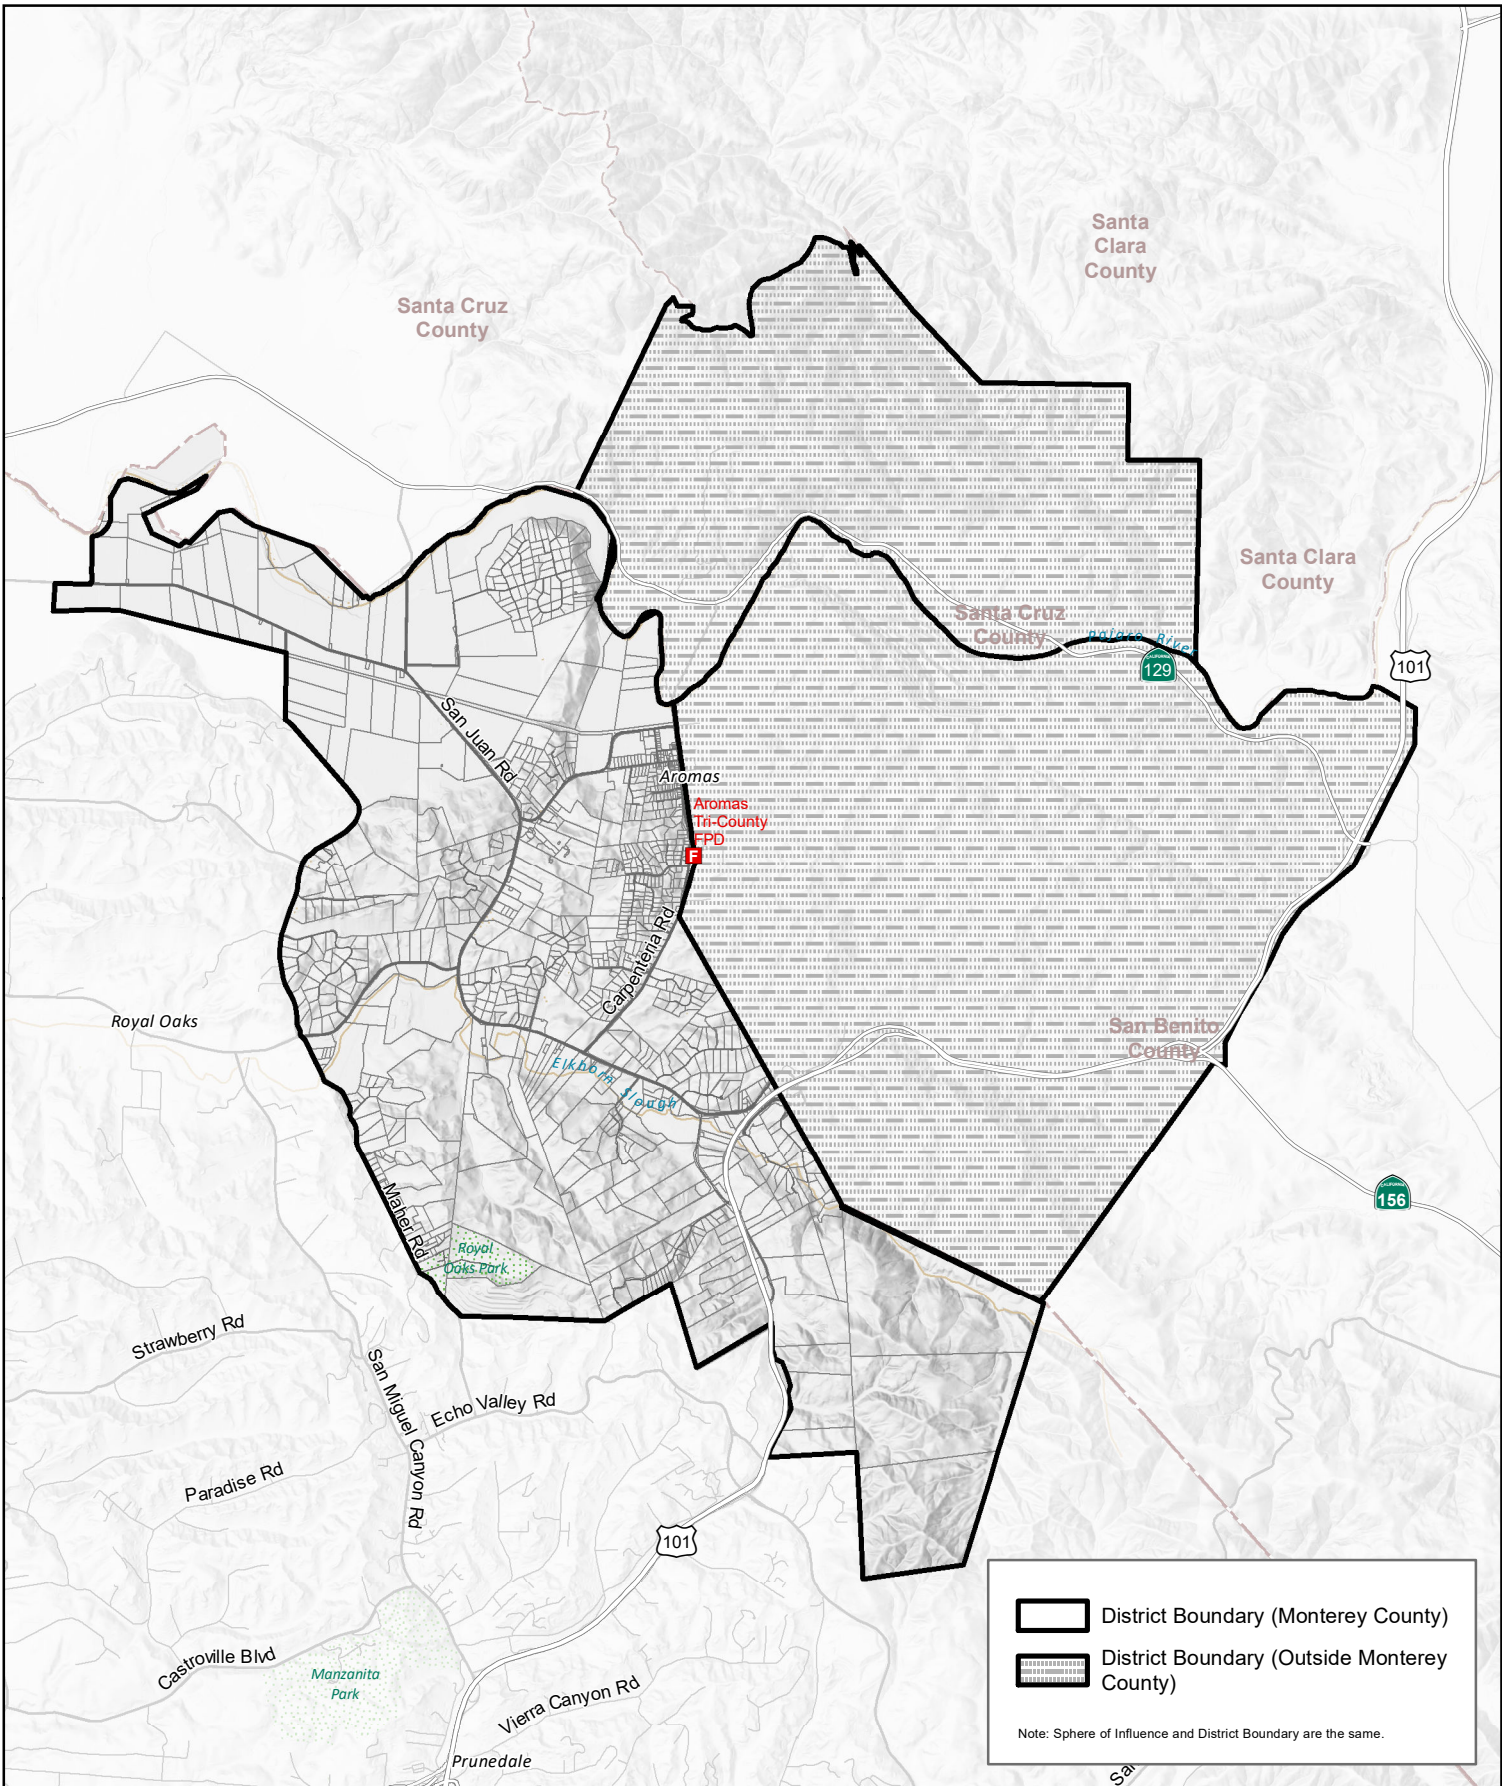 Santa
Clara
County
Santa Cruz
County
Santa Clara
County
Santa Cruz
County
pajaro River
CALIFORNIA
129
101
San Juan Rd
Aromas
Aromas
Tri-County
FPD
F
Carpenteria Rd
Royal Oaks
San Benito
County
Elkhorn Slough
CALIFORNIA
156
Maher Rd
Royal
Oaks Park
Strawberry Rd
San Miguel Canyon Rd
Echo Valley Rd
Paradise Rd
101
Castroville Blvd
Manzanita
Park
Vierra Canyon Rd
Prunedale
District Boundary (Monterey County)
District Boundary (Outside Monterey
County)
Note: Sphere of Influence and District Boundary are the same.